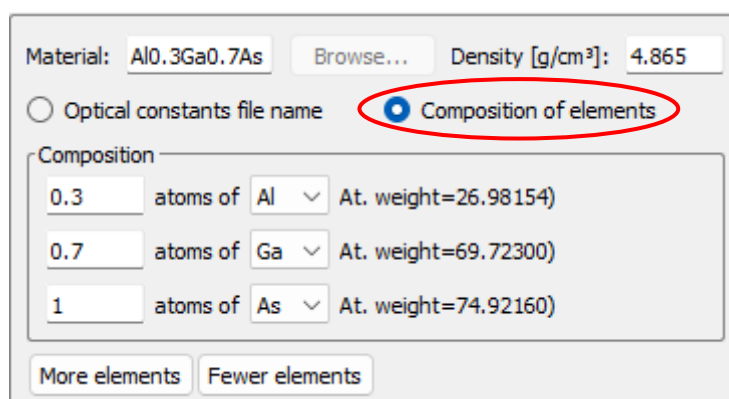 Material: Al0.3Ga0.7As Browse... Density [g/cm³]: 4.865
Optical constants file name Composition of elements
Composition
0.3 atoms of Al At. weight=26.98154)
0.7 atoms of Ga At. weight=69.72300)
1 atoms of As At. weight=74.92160)
More elements Fewer elements